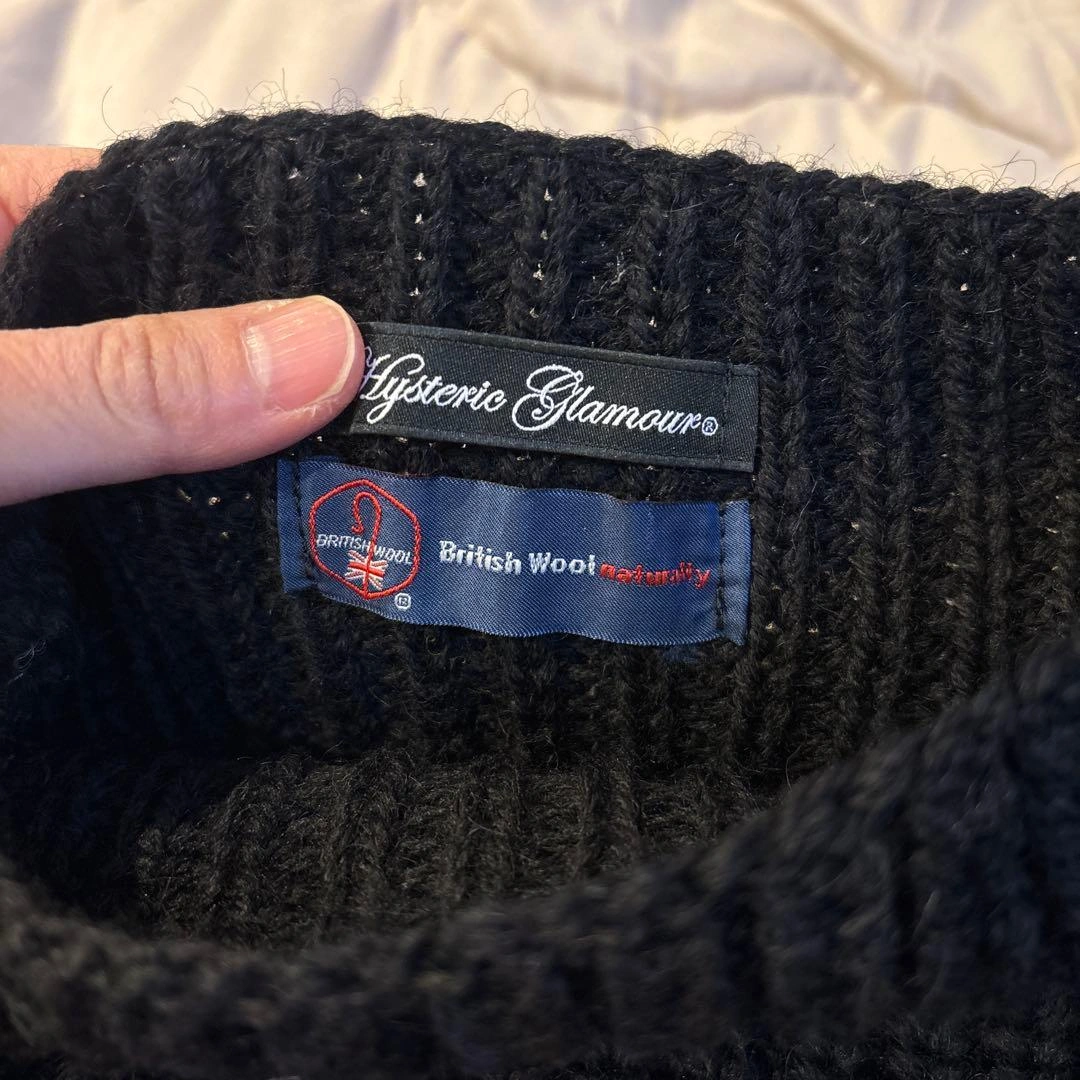 Hysteric Glamour®
BRITISH WOOL
®
British Wool naturally